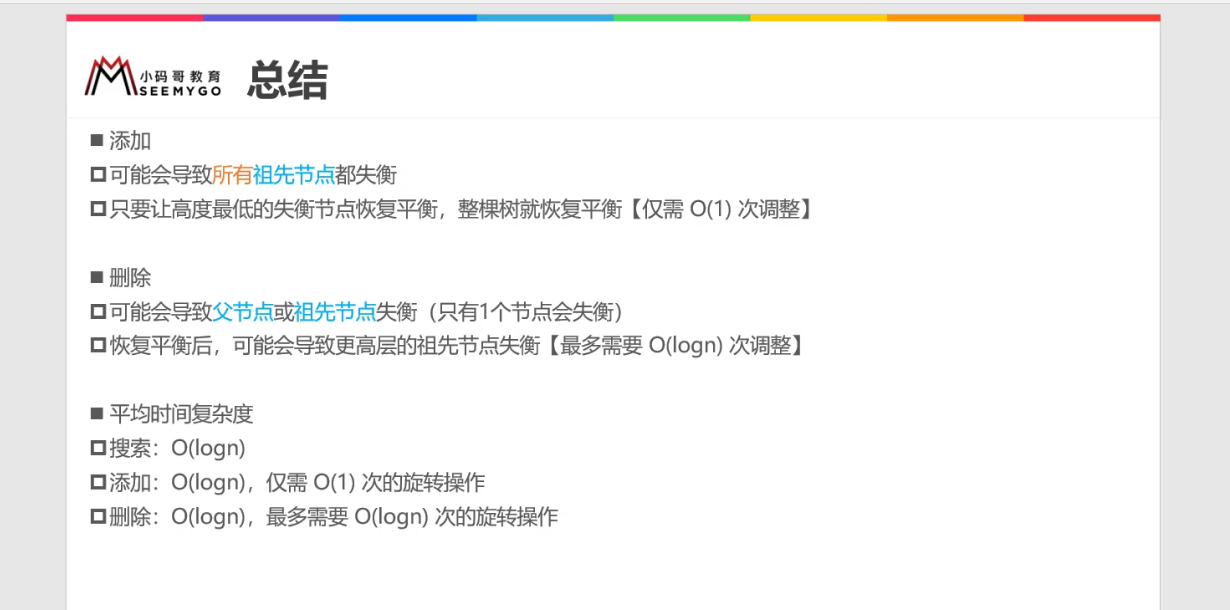 小码哥教育
SEEMYGO
总结
■ 添加
可能会导致所有祖先节点都失衡
只要让高度最低的失衡节点恢复平衡，整棵树就恢复平衡【仅需 O(1) 次调整】
■ 删除
可能会导致父节点或祖先节点失衡（只有1个节点会失衡）
恢复平衡后，可能会导致更高层的祖先节点失衡【最多需要 O(logn) 次调整】
■ 平均时间复杂度
搜索：O(logn)
添加：O(logn)，仅需 O(1) 次的旋转操作
删除：O(logn)，最多需要 O(logn) 次的旋转操作